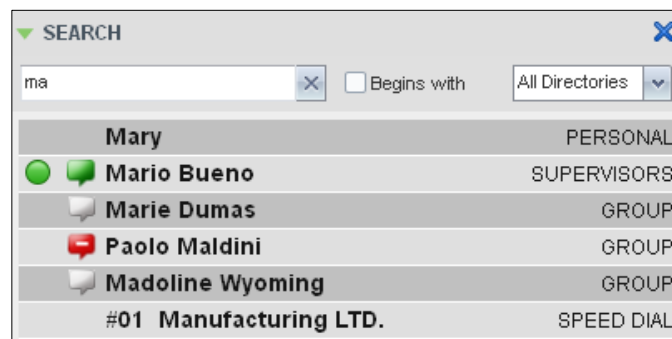 SEARCH
ma Begins with All Directories
Mary PERSONAL
Mario Bueno SUPERVISORS
Marie Dumas GROUP
Paolo Maldini GROUP
Madoline Wyoming GROUP
#01 Manufacturing LTD. SPEED DIAL